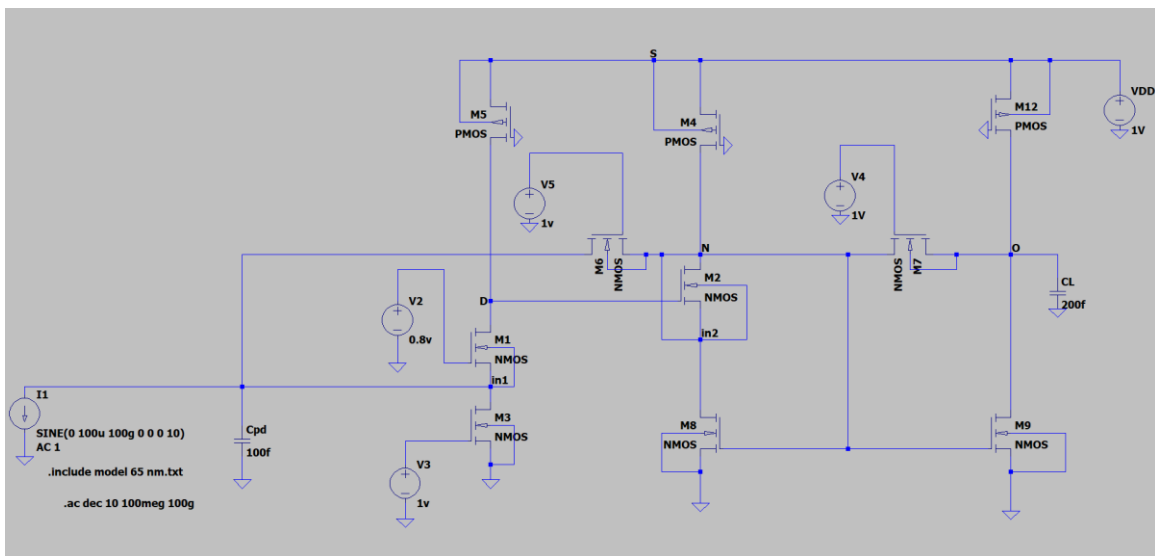 S
M5
PMOS
M4
PMOS
M12
PMOS
VDD
1V
V5
1v
V4
1V
M6
NMOS
N
M7
NMOS
O
CL
200f
D
M2
NMOS
V2
0.8v
M1
NMOS
in2
in1
I1
SINE(0 100u 100g 0 0 0 10)
AC 1
Cpd
100f
M3
NMOS
M8
NMOS
M9
NMOS
V3
1v
.include model 65 nm.txt
.ac dec 10 100meg 100g